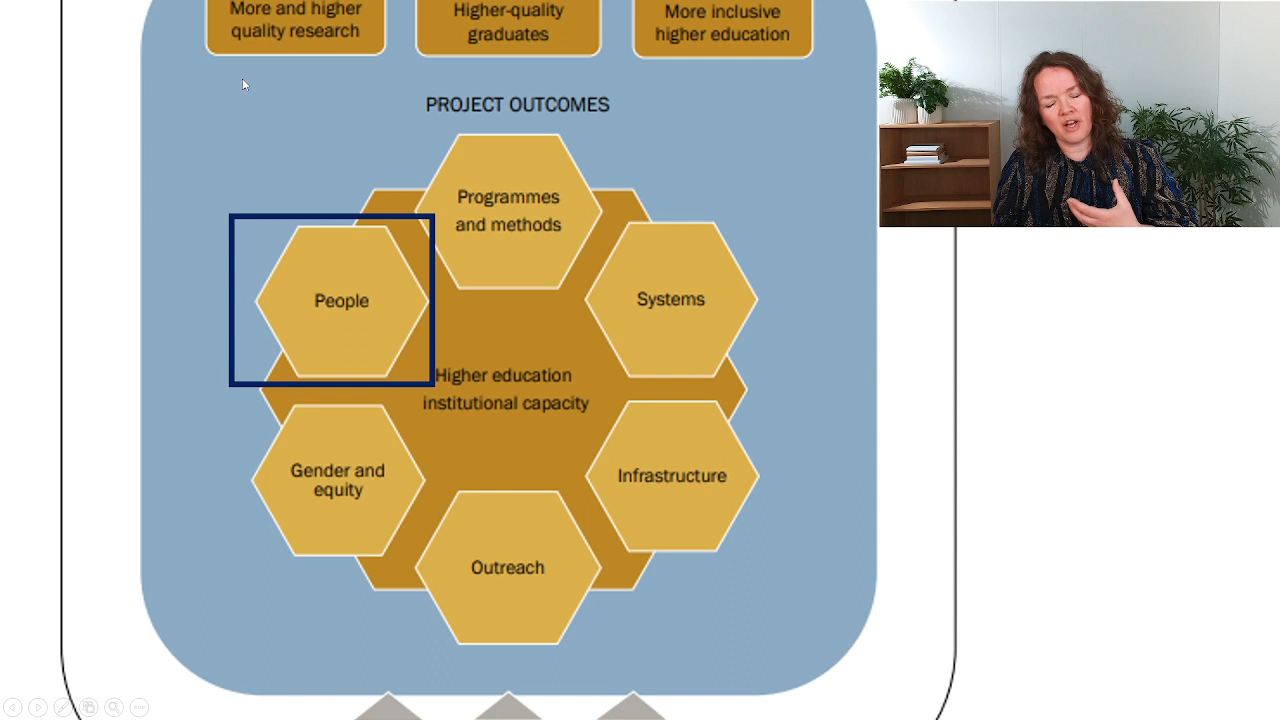 More and higher
quality research
Higher-quality
graduates
More inclusive
higher education
PROJECT OUTCOMES
Programmes
and methods
People
Systems
Higher education
institutional capacity
Gender and
equity
Infrastructure
Outreach